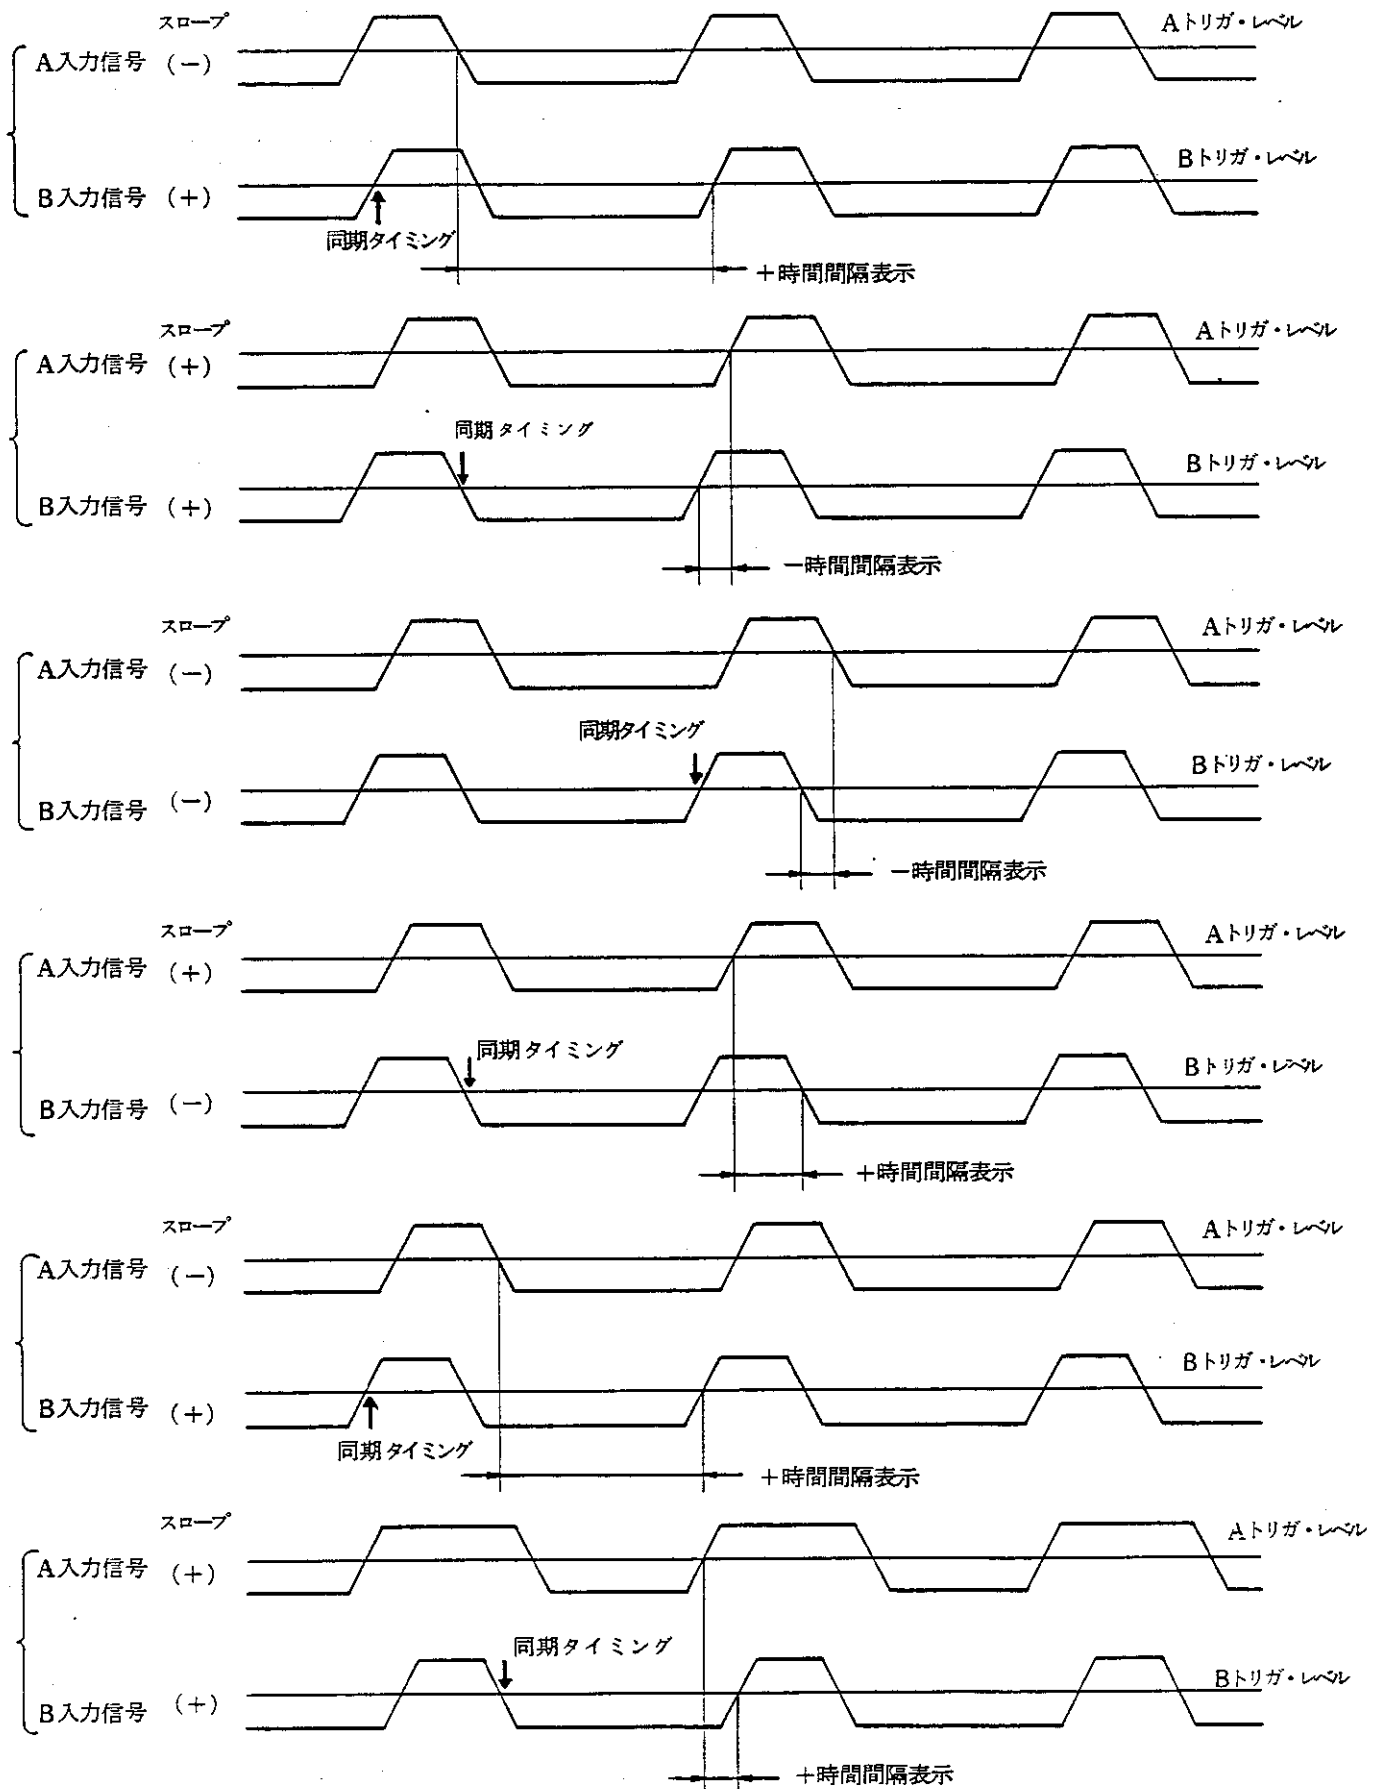 スロープ
Aトリガ・レベル
A入力信号 (−)
Bトリガ・レベル
B入力信号 (+)
同期タイミング
+時間間隔表示
スロープ
Aトリガ・レベル
A入力信号 (+)
同期タイミング
Bトリガ・レベル
B入力信号 (+)
−時間間隔表示
スロープ
Aトリガ・レベル
A入力信号 (−)
同期タイミング
Bトリガ・レベル
B入力信号 (−)
−時間間隔表示
スロープ
Aトリガ・レベル
A入力信号 (+)
同期タイミング
Bトリガ・レベル
B入力信号 (−)
+時間間隔表示
スロープ
Aトリガ・レベル
A入力信号 (−)
Bトリガ・レベル
B入力信号 (+)
同期タイミング
+時間間隔表示
スロープ
Aトリガ・レベル
A入力信号 (+)
同期タイミング
Bトリガ・レベル
B入力信号 (+)
+時間間隔表示